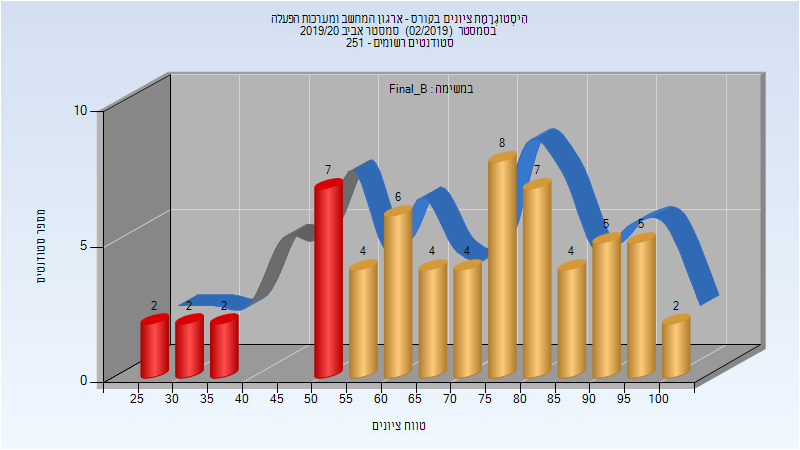 היסטוגרמת ציונים בקורס - ארגון המחשב ומערכות הפעלה
בסמסטר (02/2019) סמסטר אביב 2019/20
סטודנטים רשומים - 251
במשימה : Final_B
מספר סטודנטים
10
5
0
2 2 2 7 4 6 4 4 8 7 4 5 5 2
25 30 35 40 45 50 55 60 65 70 75 80 85 90 95 100
טווח ציונים